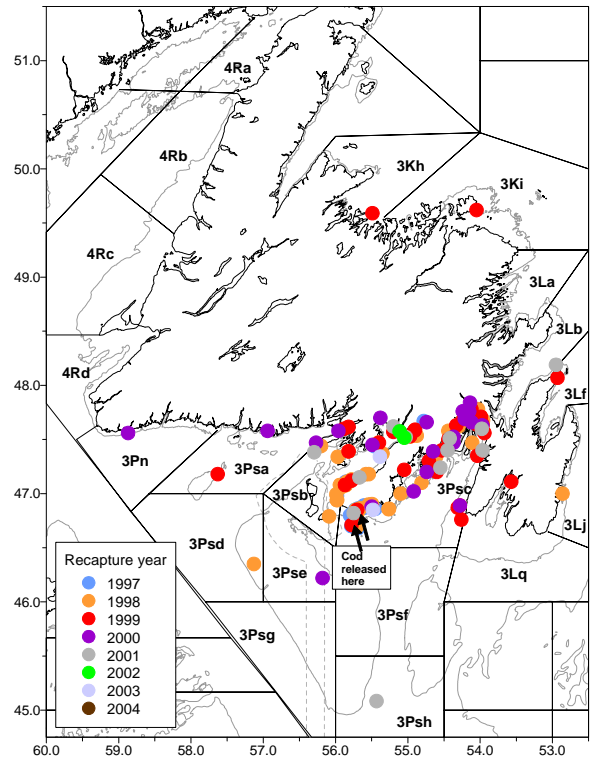 51.0
50.0
49.0
48.0
47.0
46.0
45.0
60.0 59.0 58.0 57.0 56.0 55.0 54.0 53.0
4Ra
4Rb
3Kh
3Ki
4Rc
3La
3Lb
4Rd
3Lf
3Pn
3Psa
3Psb
3Psc
3Lj
3Psd
3Pse
3Lq
3Psf
3Psg
3Psh
Cod
released
here
Recapture year
1997
1998
1999
2000
2001
2002
2003
2004